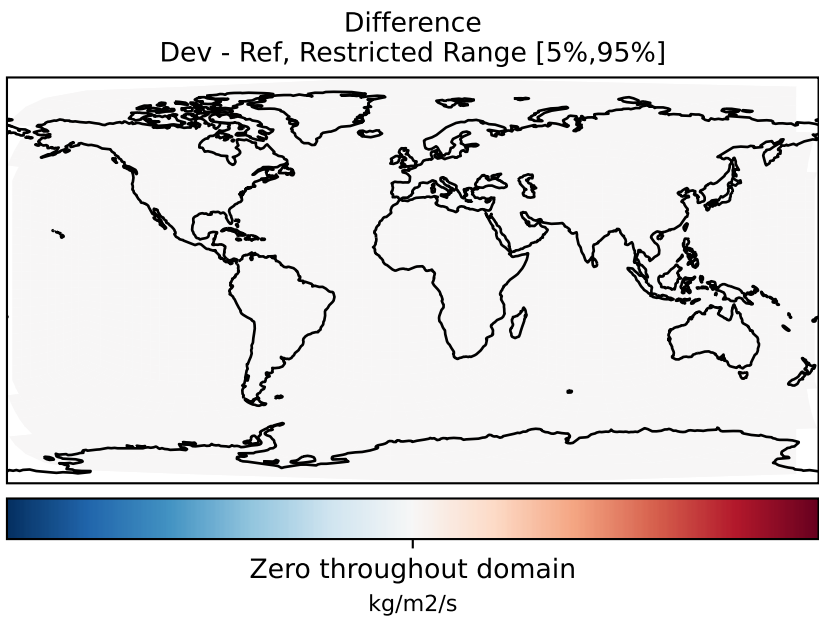 Difference
Dev - Ref, Restricted Range [5%,95%]
Zero throughout domain
kg/m2/s